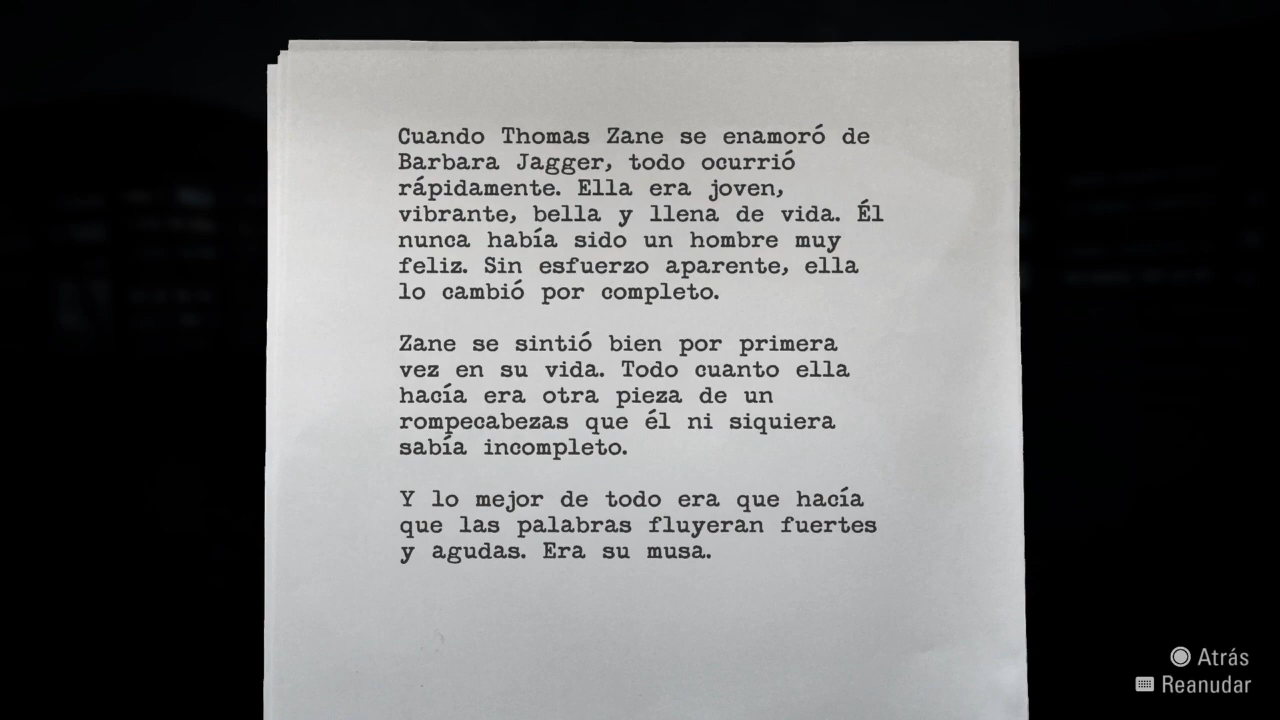 Cuando Thomas Zane se enamoró de
Barbara Jagger, todo ocurrió
rápidamente. Ella era joven,
vibrante, bella y llena de vida. Él
nunca había sido un hombre muy
feliz. Sin esfuerzo aparente, ella
lo cambió por completo.
Zane se sintió bien por primera
vez en su vida. Todo cuanto ella
hacía era otra pieza de un
rompecabezas que él ni siquiera
sabía incompleto.
Y lo mejor de todo era que hacía
que las palabras fluyeran fuertes
y agudas. Era su musa.
Atrás
Reanudar